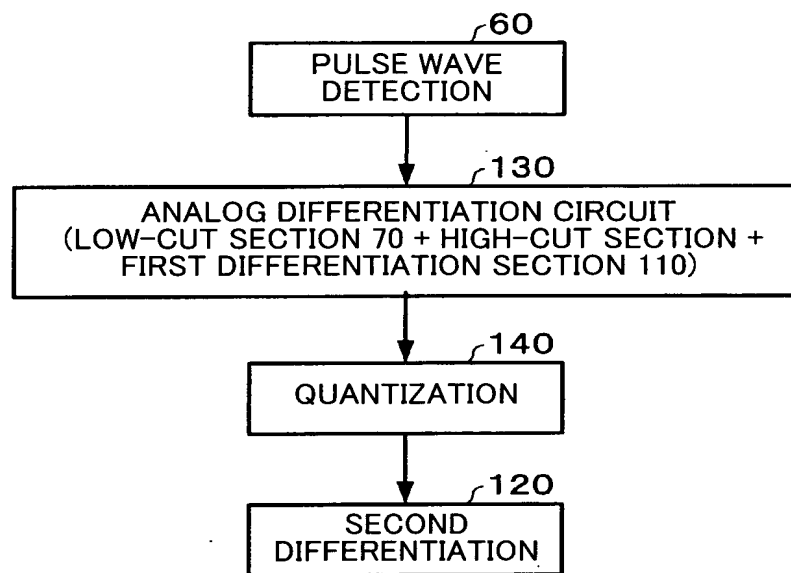 60
PULSE WAVE
DETECTION
130
ANALOG DIFFERENTIATION CIRCUIT
(LOW-CUT SECTION 70 + HIGH-CUT SECTION +
FIRST DIFFERENTIATION SECTION 110)
140
QUANTIZATION
120
SECOND
DIFFERENTIATION